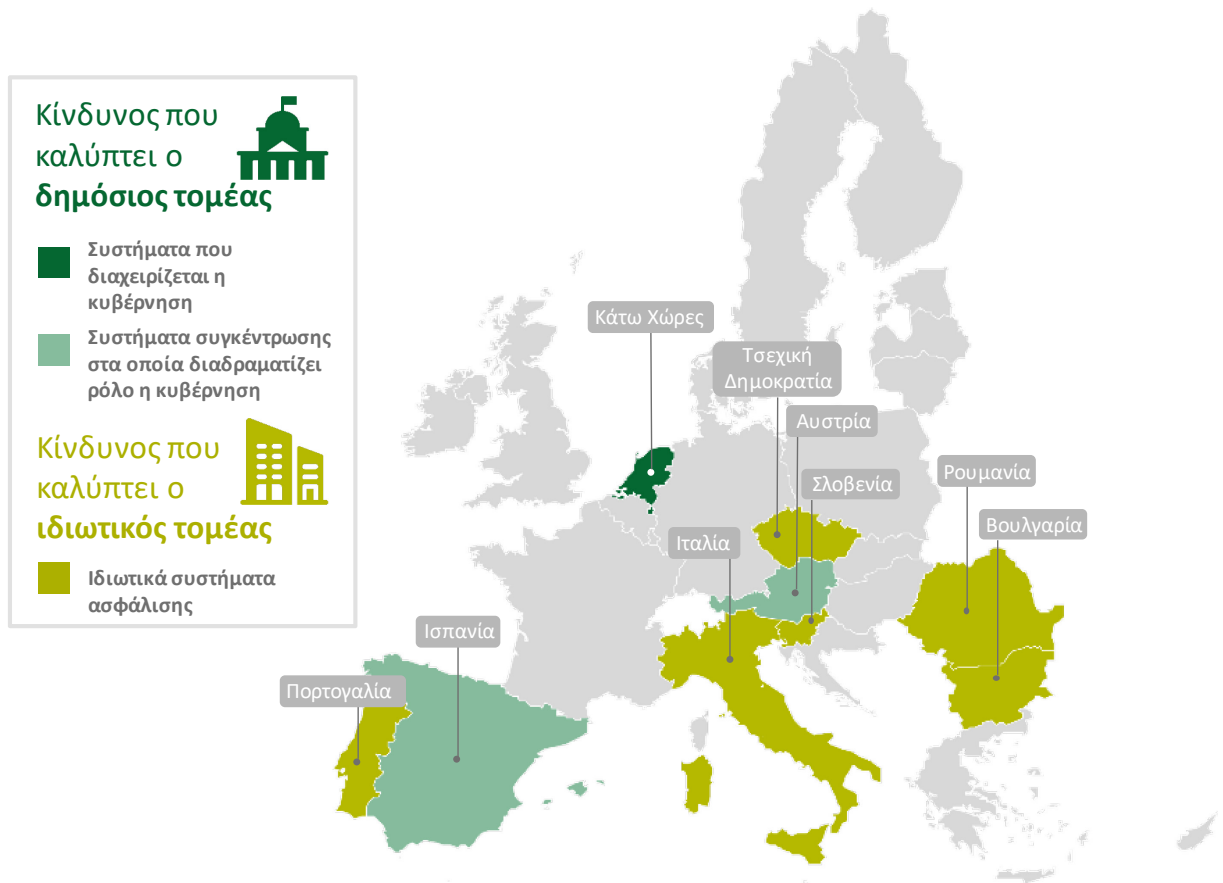 Κίνδυνος που
καλύπτει ο
δημόσιος τομέας
Συστήματα που
διαχειρίζεται η
κυβέρνηση
Συστήματα συγκέντρωσης
στα οποία διαδραματίζει
ρόλο η κυβέρνηση
Κίνδυνος που
καλύπτει ο
ιδιωτικός τομέας
Ιδιωτικά συστήματα
ασφάλισης
Κάτω Χώρες
Τσεχική
Δημοκρατία
Αυστρία
Σλοβενία
Ρουμανία
Βουλγαρία
Ιταλία
Ισπανία
Πορτογαλία